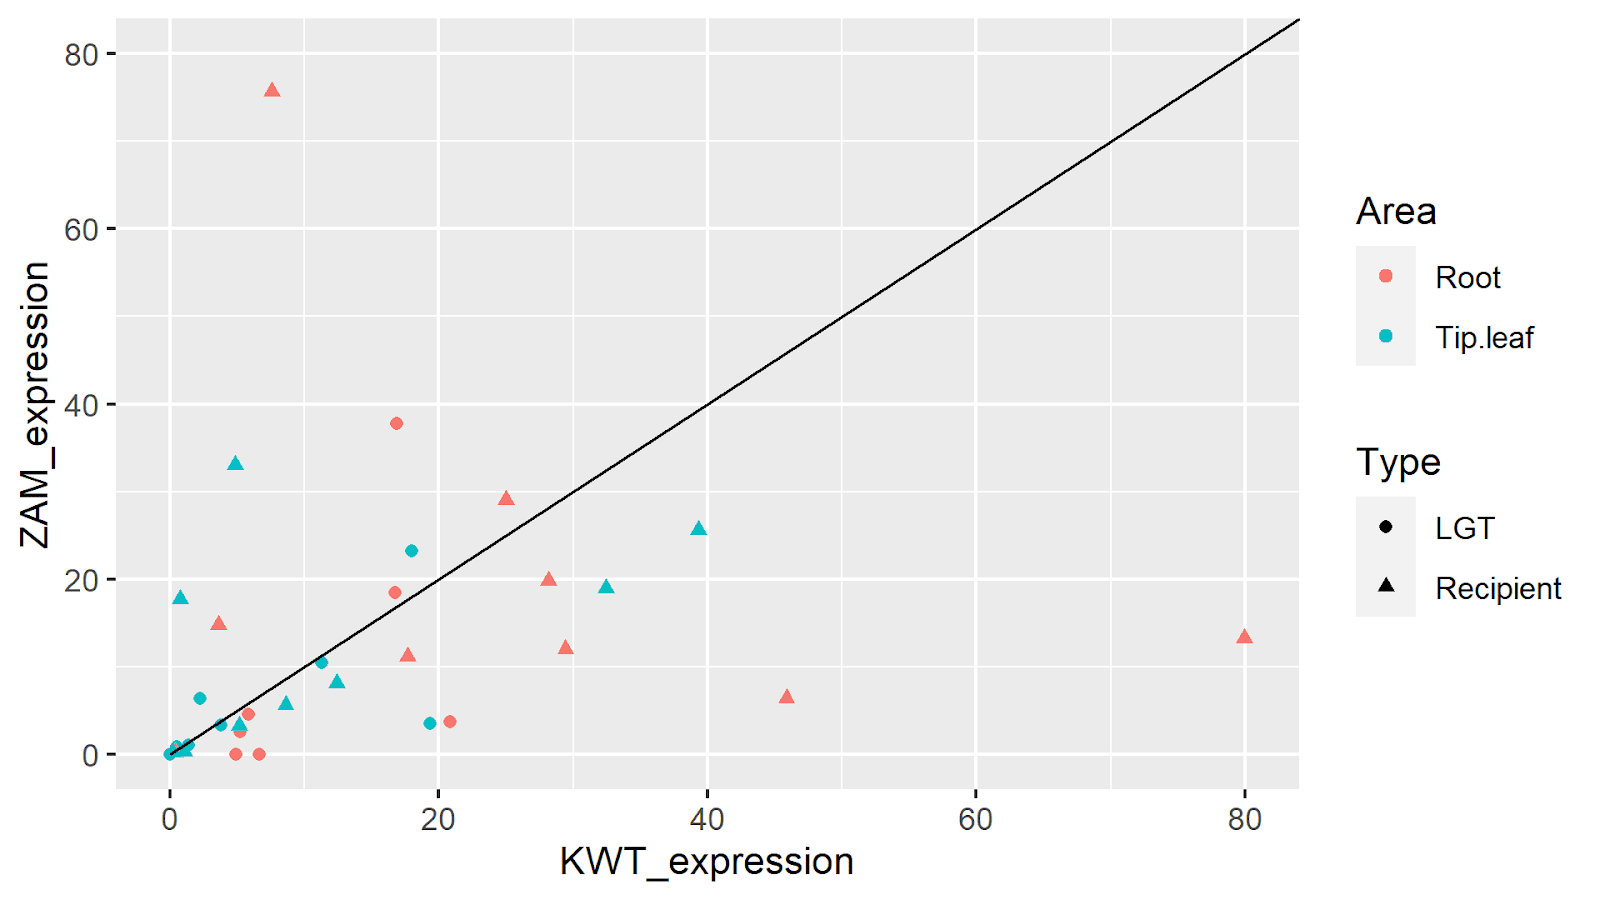 80
60
40
20
0
ZAM_expression
0 20 40 60 80
KWT_expression
Area
Root
Tip.leaf
Type
LGT
Recipient